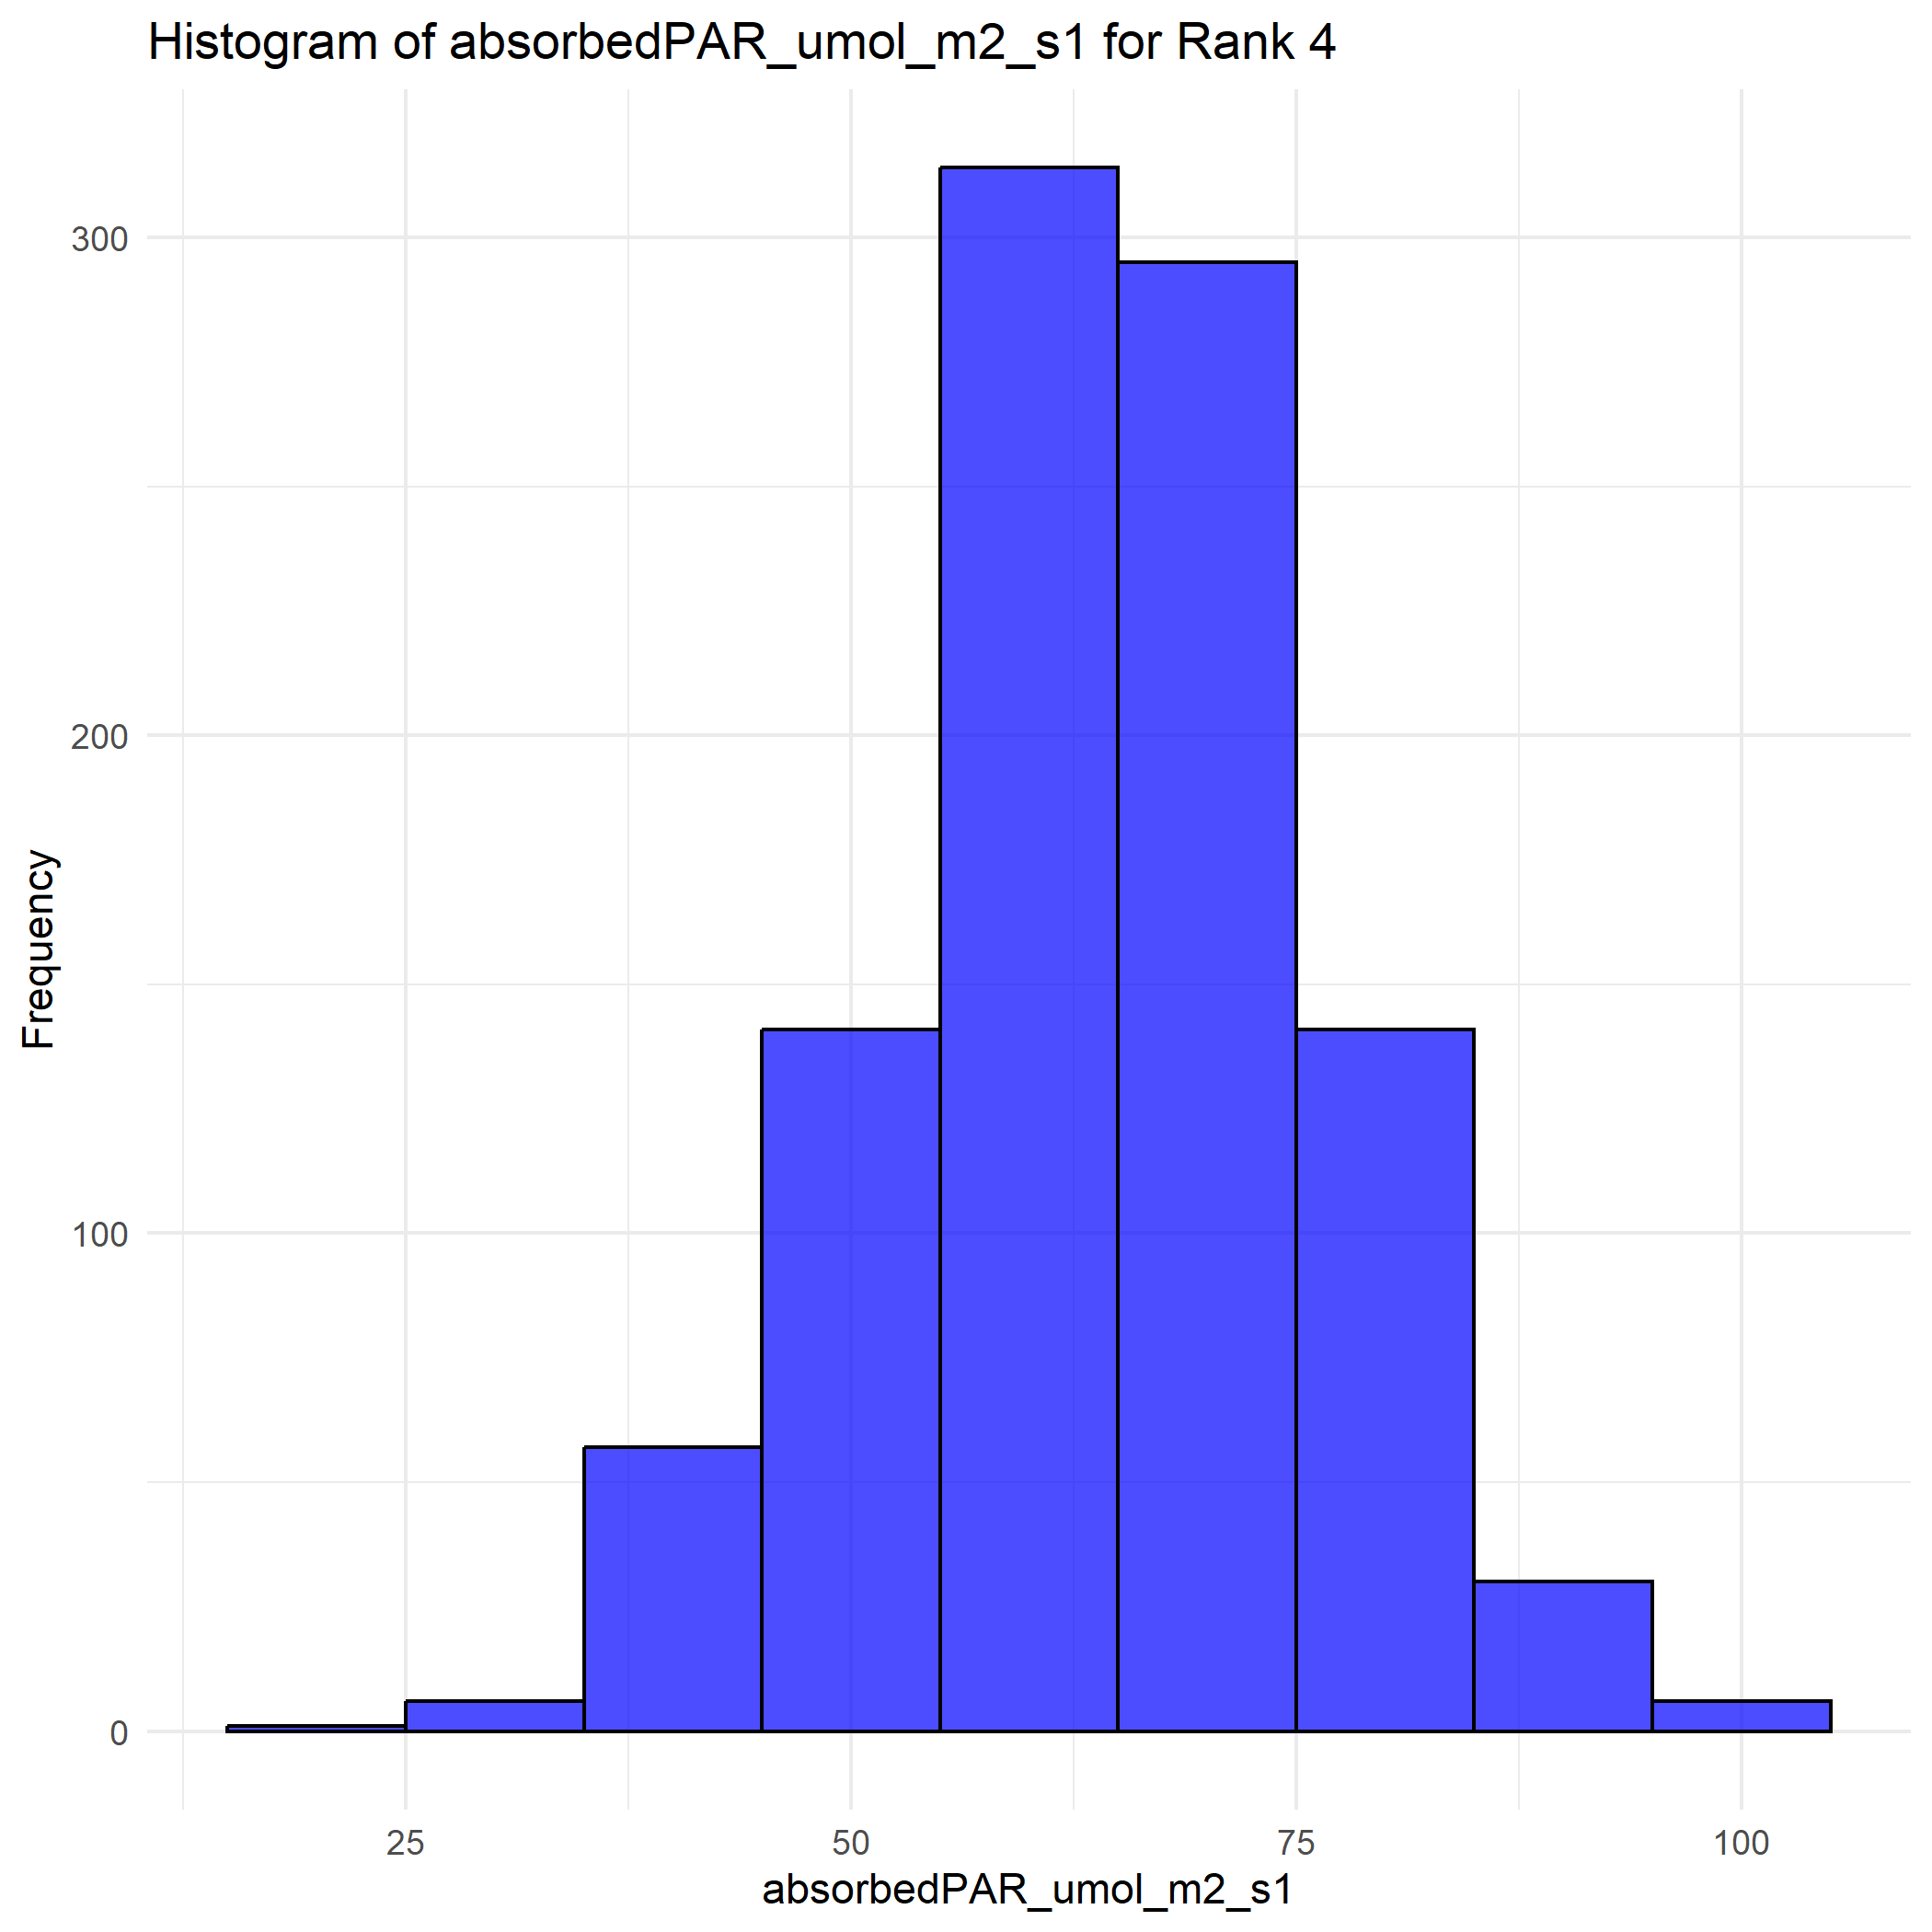 Histogram of absorbedPAR_umol_m2_s1 for Rank 4
Frequency
300
200
100
0
25 50 75 100
absorbedPAR_umol_m2_s1